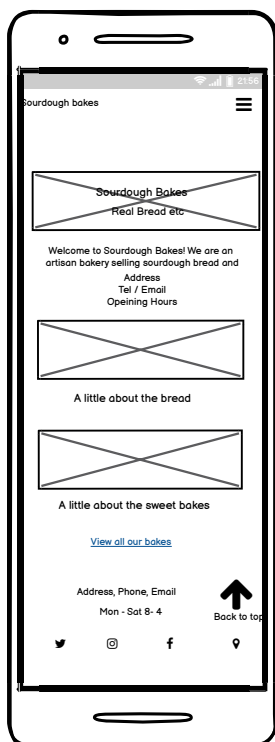 21:56
Sourdough bakes
Sourdough Bakes
Real Bread etc
Welcome to Sourdough Bakes! We are an
artisan bakery selling sourdough bread and
Address
Tel / Email
Opeining Hours
A little about the bread
A little about the sweet bakes
View all our bakes
Address, Phone, Email
Mon - Sat 8- 4
Back to top